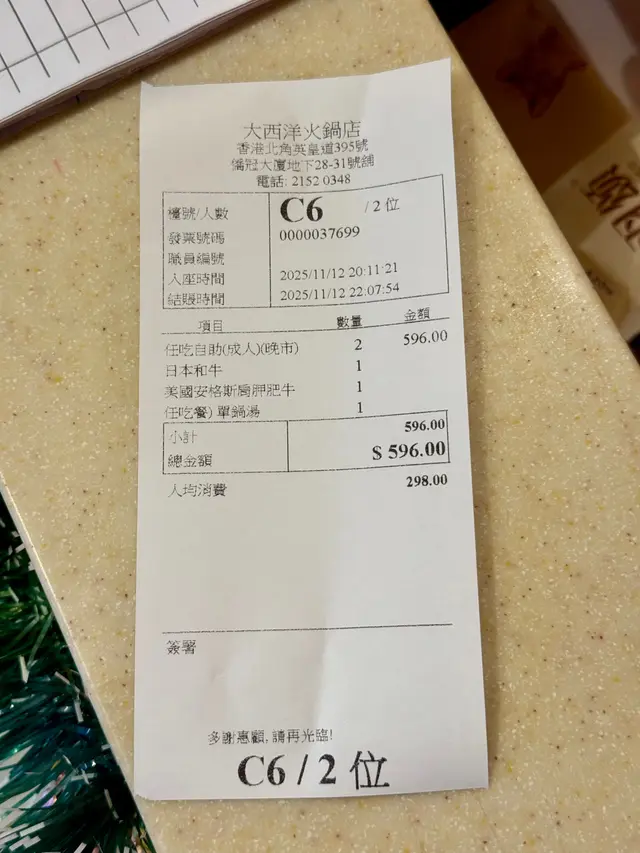 大西洋火鍋店
香港北角英皇道395號
僑冠大廈地下28-31號舖
電話: 2152 0348
檯號/人數 C6 / 2 位
發票號碼 0000037699
職員編號
入座時間 2025/11/12 20:11:21
結賬時間 2025/11/12 22:07:54
項目 數量 金額
任吃自助(成人)(晚市) 2 596.00
日本和牛 1
美國安格斯肩胛肥牛 1
任吃餐) 單鍋湯 1
小計 596.00
總金額 $ 596.00
人均消費 298.00
簽署
多謝惠顧, 請再光臨!
C6 / 2 位